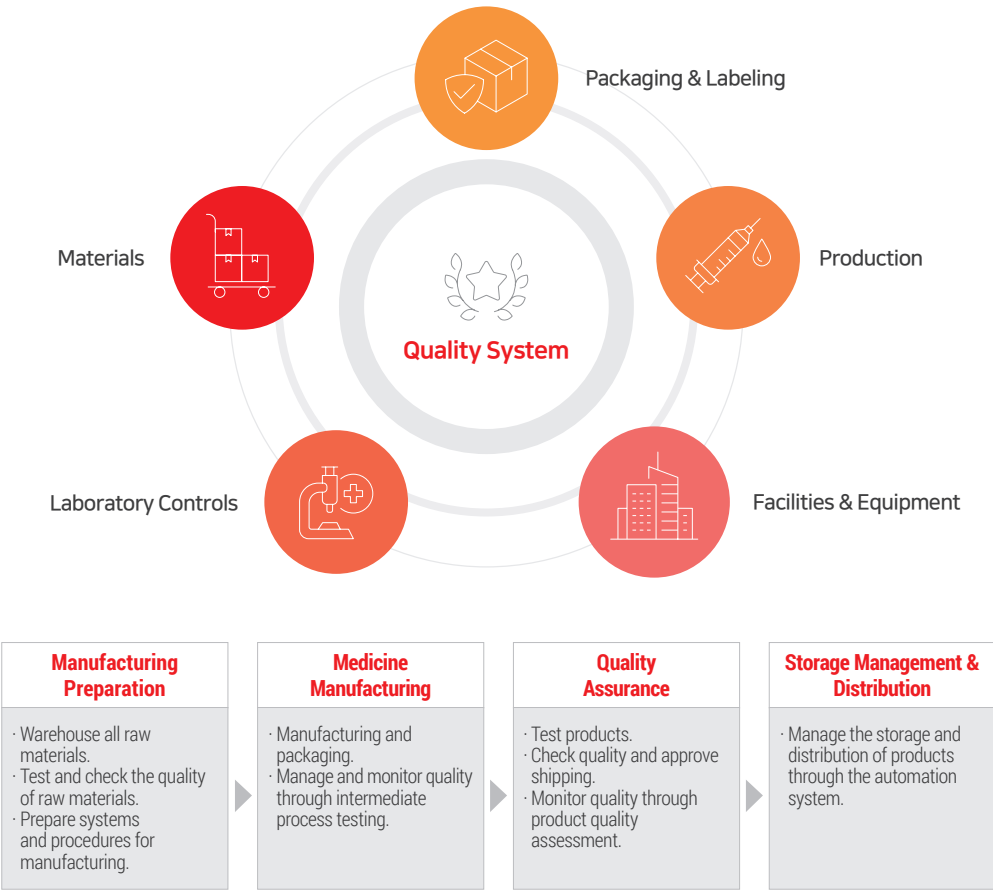 Packaging & Labeling
Materials
Production
Quality System
Laboratory Controls
Facilities & Equipment
Manufacturing
Preparation
· Warehouse all raw
materials.
· Test and check the quality
of raw materials.
· Prepare systems
and procedures for
manufacturing.
Medicine
Manufacturing
· Manufacturing and
packaging.
· Manage and monitor quality
through intermediate
process testing.
Quality
Assurance
· Test products.
· Check quality and approve
shipping.
· Monitor quality through
product quality
assessment.
Storage Management &
Distribution
· Manage the storage and
distribution of products
through the automation
system.